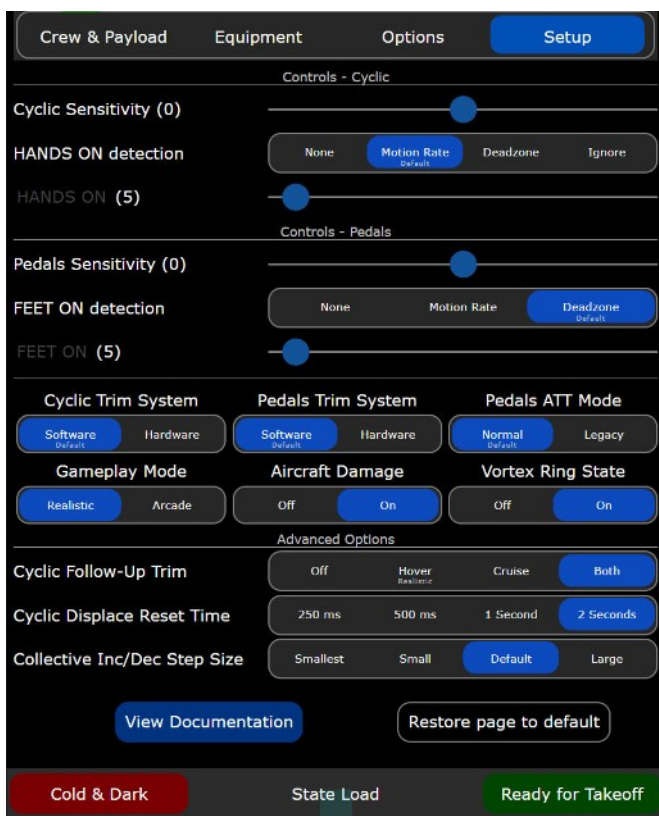 Crew & Payload Equipment Options Setup
Controls - Cyclic
Cyclic Sensitivity (0)
HANDS ON detection None Motion Rate Deadzone Ignore
Default
HANDS ON (5)
Controls - Pedals
Pedals Sensitivity (0)
FEET ON detection None Motion Rate Deadzone
Default
FEET ON (5)
Cyclic Trim System Pedals Trim System Pedals ATT Mode
Software Hardware Software Hardware Normal Legacy
Default Default Default
Gameplay Mode Aircraft Damage Vortex Ring State
Realistic Arcade Off On Off On
Advanced Options
Cyclic Follow-Up Trim Off Hover Cruise Both
Realistic
Cyclic Displace Reset Time 250 ms 500 ms 1 Second 2 Seconds
Collective Inc/Dec Step Size Smallest Small Default Large
View Documentation Restore page to default
Cold & Dark State Load Ready for Takeoff